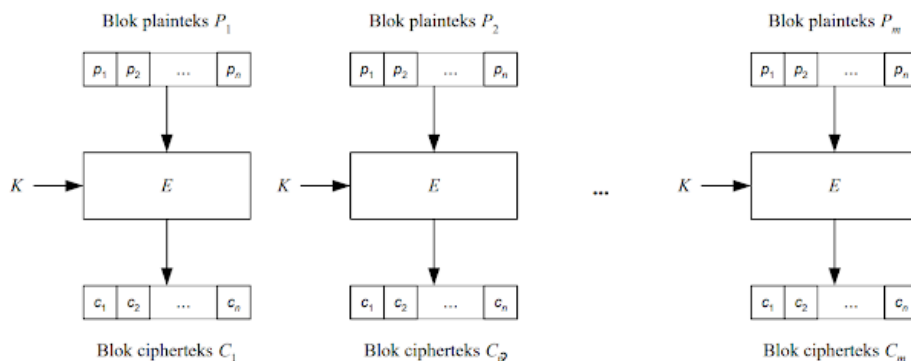 Blok plainteks P1 Blok plainteks P2 Blok plainteks Pm
p1 p2 ... pn p1 p2 ... pn p1 p2 ... pn
K E K E ... K E
c1 c2 ... cn c1 c2 ... cn c1 c2 ... cn
Blok cipherteks C1 Blok cipherteks C2 Blok cipherteks Cm